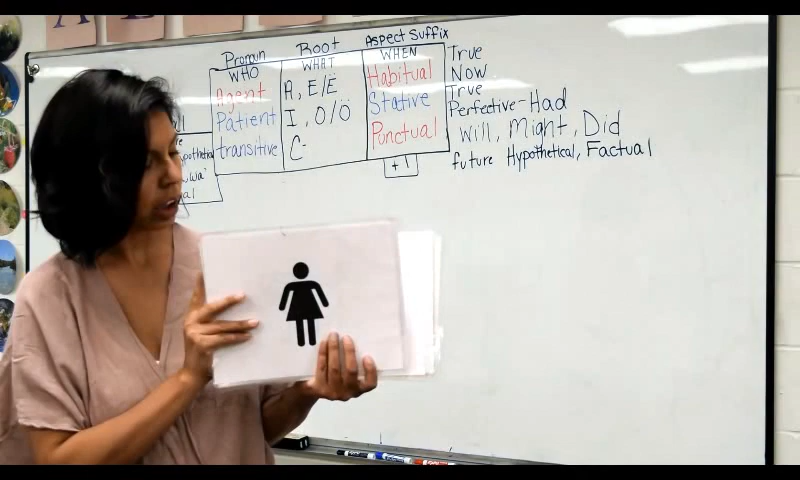 Pronoun
Root
Aspect Suffix
WHO
WHAT
WHEN
Agent
A, E/Ë
Habitual
Patient
I, O/Ö
Stative
transitive
C-
Punctual
+1
True
Now
True
Perfective-Had
Will, Might, Did
future Hypothetical, Factual